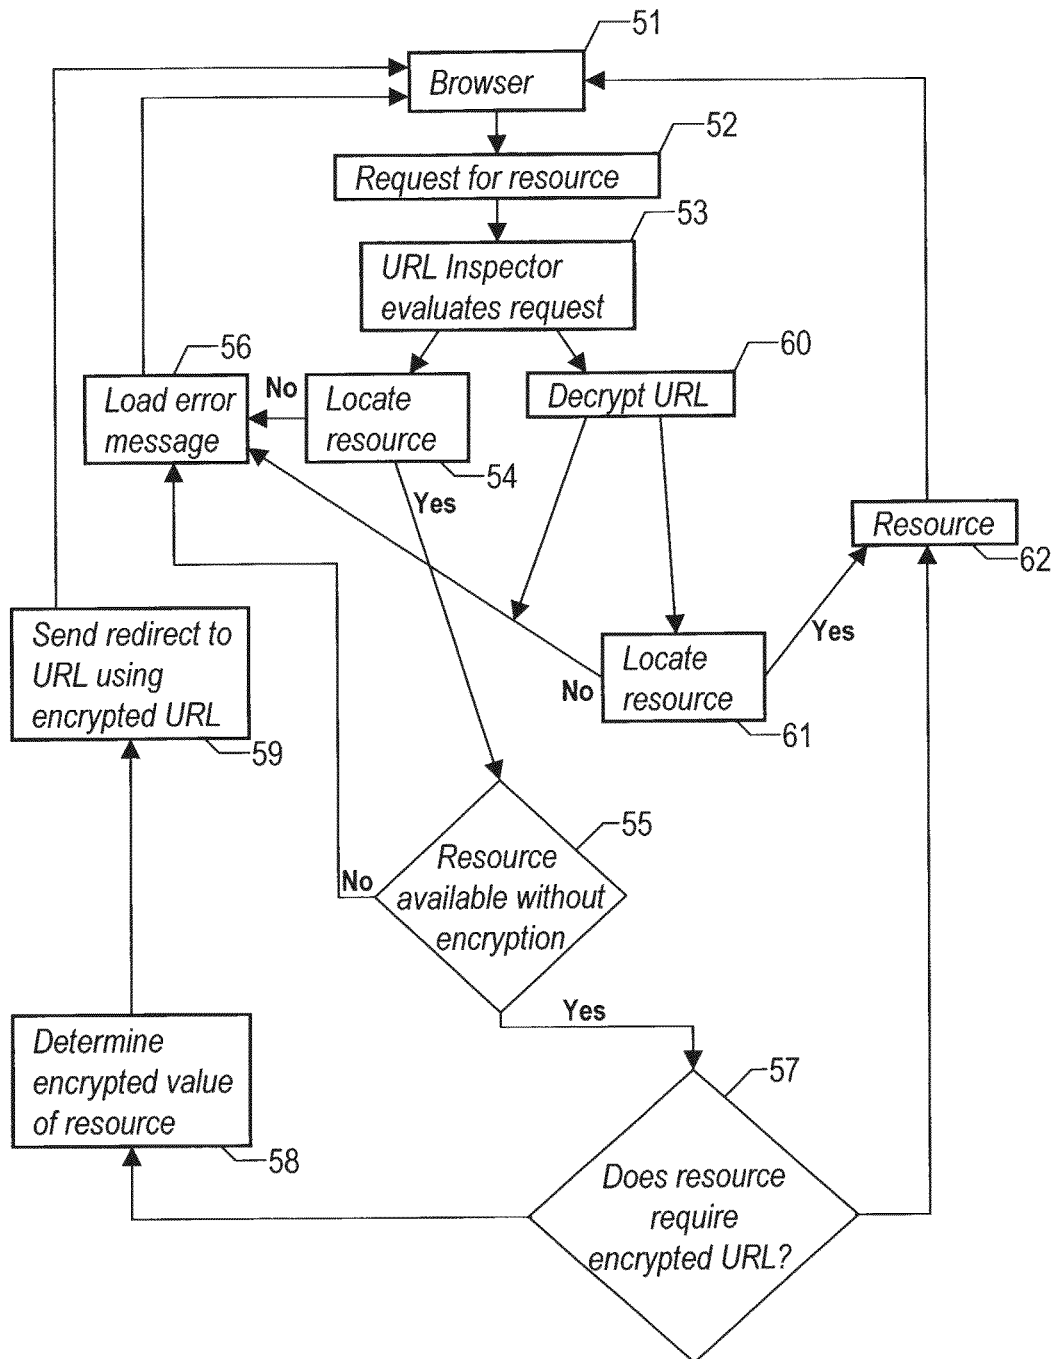 51
Browser
52
Request for resource
53
URL Inspector
evaluates request
56
Load error
message
No
Locate
resource
54
60
Decrypt URL
Yes
Resource
62
Send redirect to
URL using
encrypted URL
59
Locate
resource
61
No
Yes
55
Resource
available without
encryption
No
Yes
Determine
encrypted value
of resource
58
57
Does resource
require
encrypted URL?